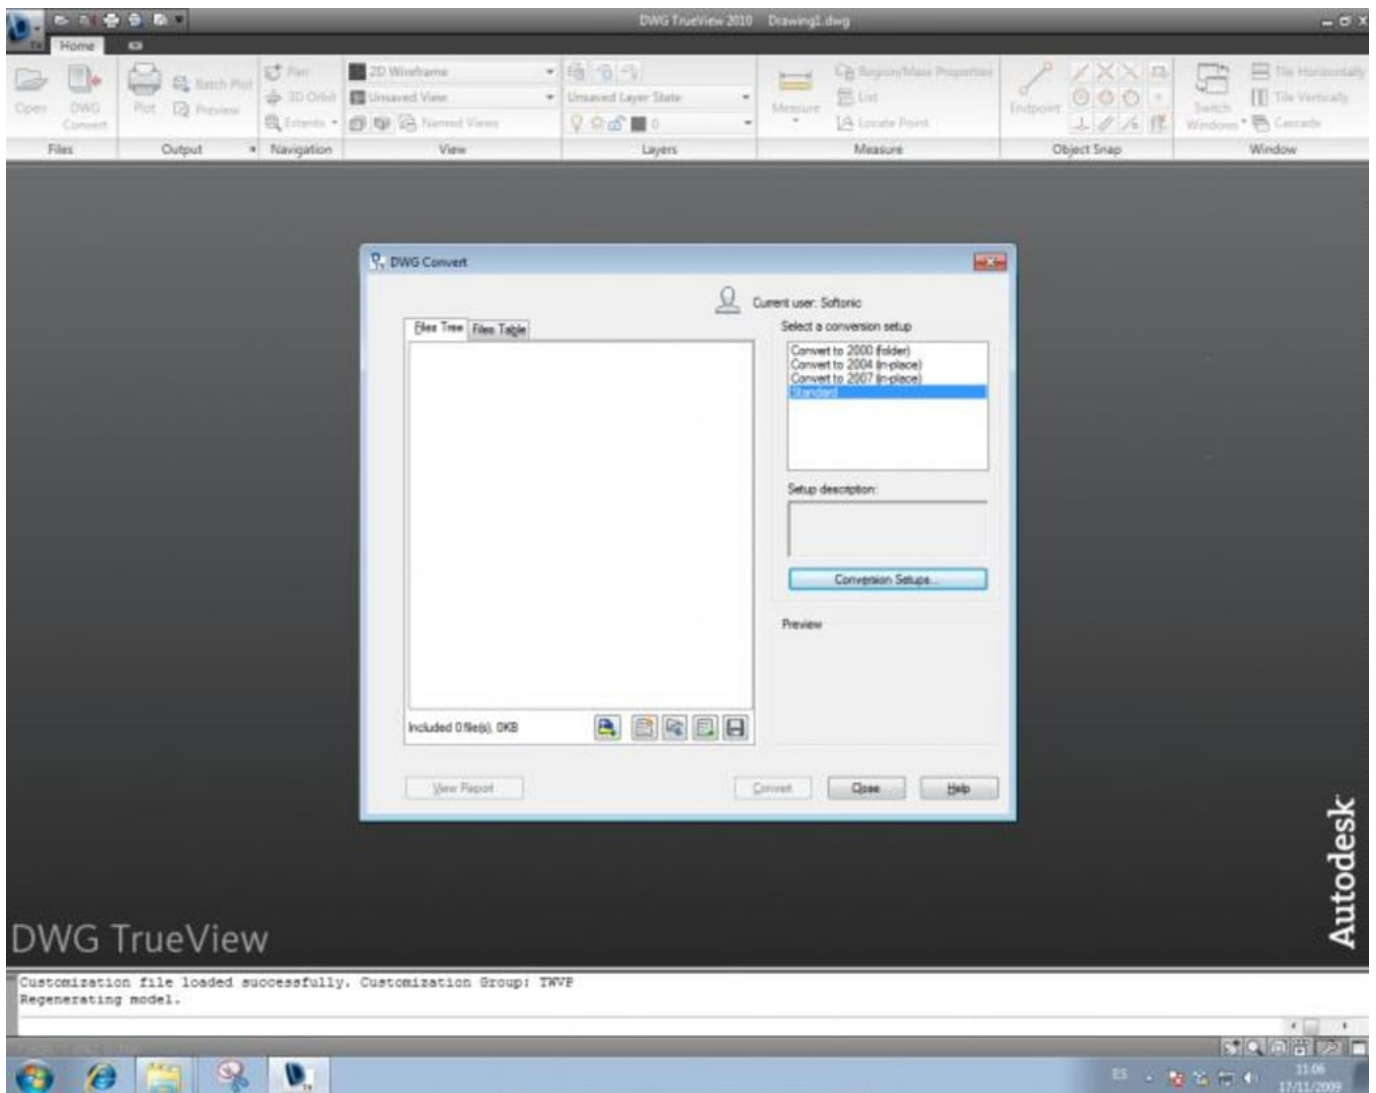 DWG TrueView 2010 Drawing1.dwg
Home
Open
DWG Convert
Plot
Batch Plot
Preview
Pan
3D Orbit
Extents
2D Wireframe
Unsaved View
Named Views
Unsaved Layer State
0
Measure
Region/Mass Properties
List
Locate Point
Endpoint
Switch Windows
Tile Horizontally
Tile Vertically
Cascade
Files
Output
Navigation
View
Layers
Measure
Object Snap
Window
DWG Convert
Current user: Softonic
Files Tree
Files Table
Select a conversion setup
Convert to 2000 (folder)
Convert to 2004 (in-place)
Convert to 2007 (in-place)
Standard
Setup description:
Conversion Setups...
Preview
Included 0 file(s), 0KB
View Report
Convert
Close
Help
Autodesk
DWG TrueView
Customization file loaded successfully. Customization Group: TWVP
Regenerating model.
ES
11:06
17/11/2009